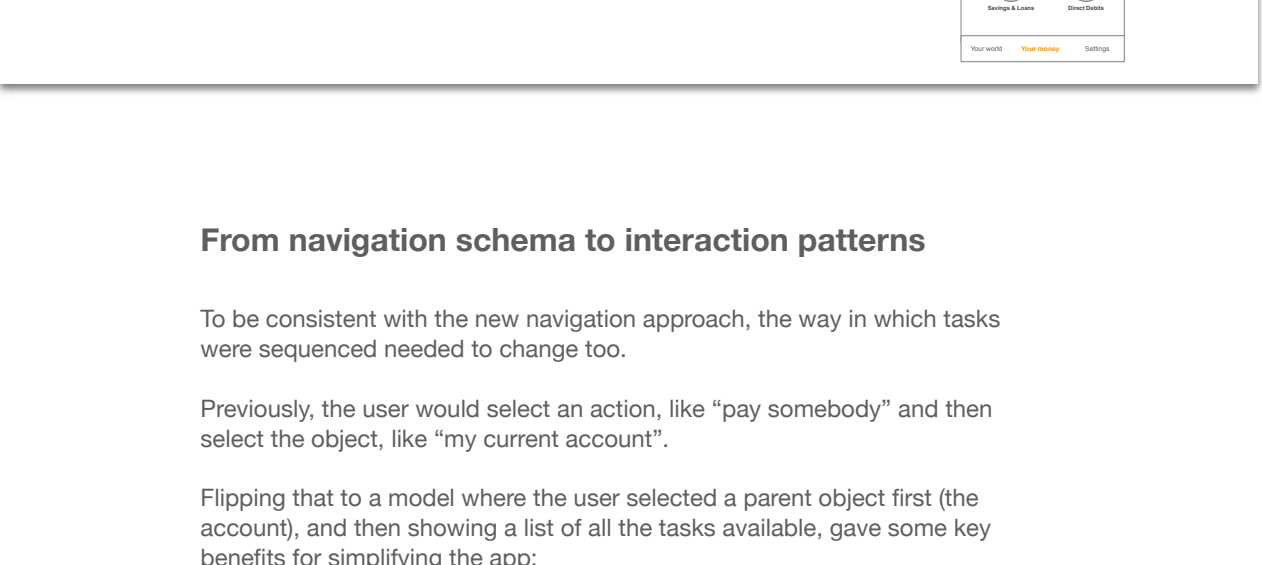 Savings & Loans Direct Debits
Your world Your money Settings
From navigation schema to interaction patterns
To be consistent with the new navigation approach, the way in which tasks
were sequenced needed to change too.
Previously, the user would select an action, like “pay somebody” and then
select the object, like “my current account”.
Flipping that to a model where the user selected a parent object first (the
account), and then showing a list of all the tasks available, gave some key
benefits for simplifying the app: